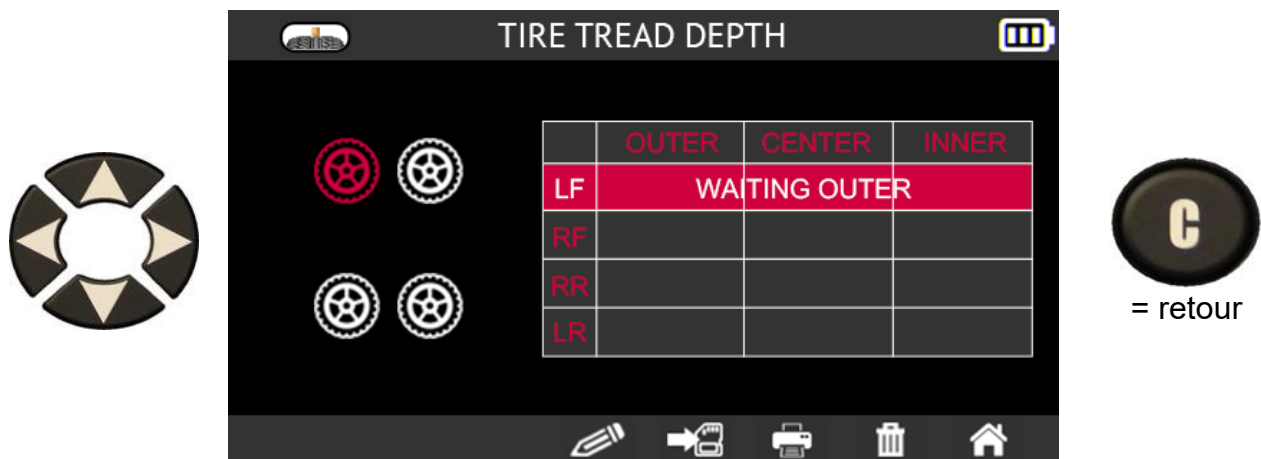 TIRE TREAD DEPTH
OUTER CENTER INNER
LF WAITING OUTER
RF
RR
LR
C
= retour